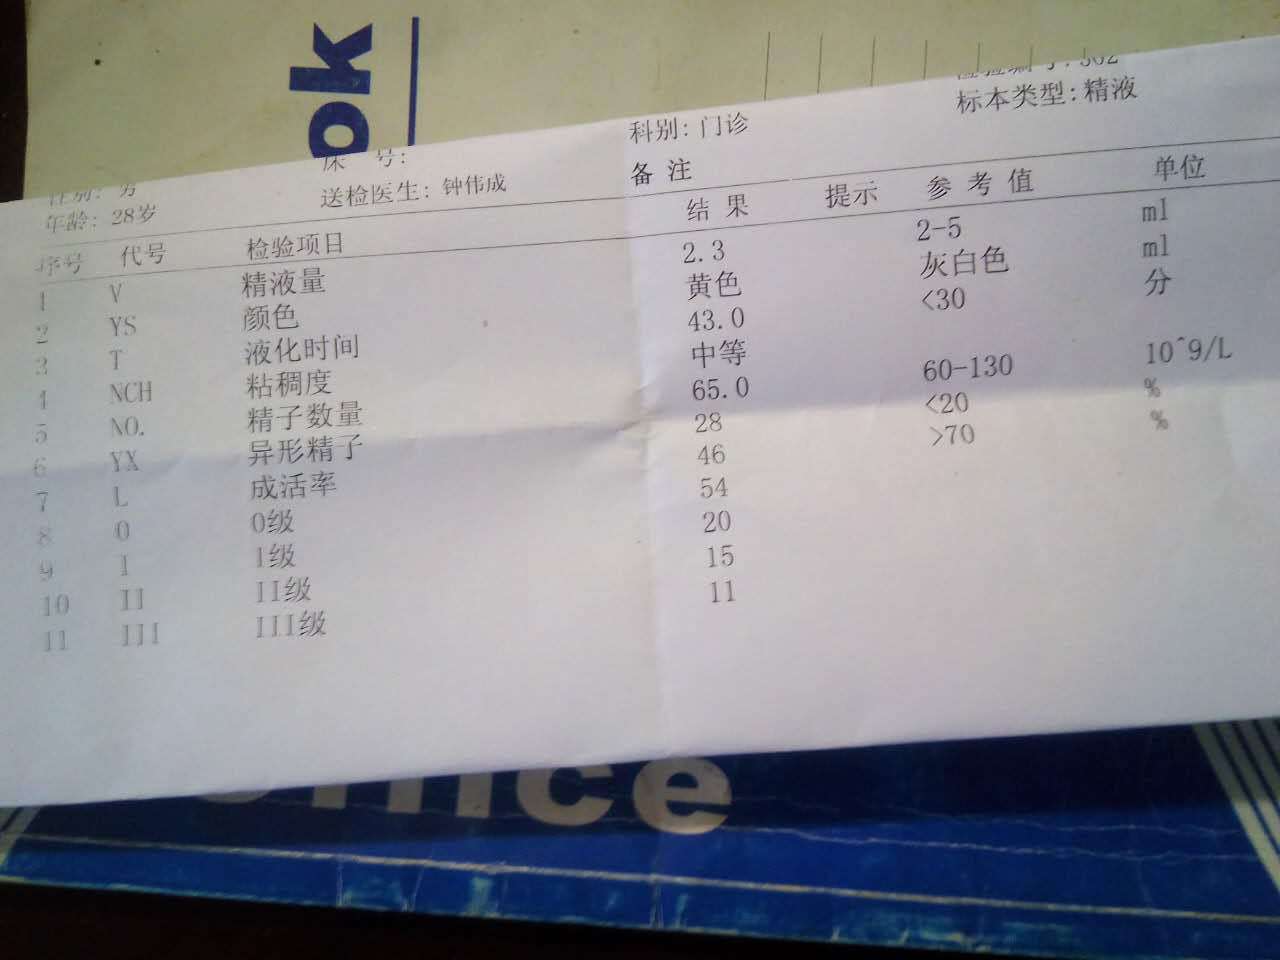 ok
标本类型: 精液
科别: 门诊
年龄: 28岁 送检医生: 钟伟成 备 注
序号 代号 检验项目 结 果 提示 参 考 值 单位
1 V 精液量 2.3 2-5 ml
2 YS 颜色 黄色 灰白色 ml
3 T 液化时间 43.0 <30 分
4 NCH 粘稠度 中等
5 NO. 精子数量 65.0 60-130 10^9/L
6 YX 异形精子 28 <20 %
7 L 成活率 46 >70 %
8 0 0级 54
9 I I级 20
10 II II级 15
11 III III级 11